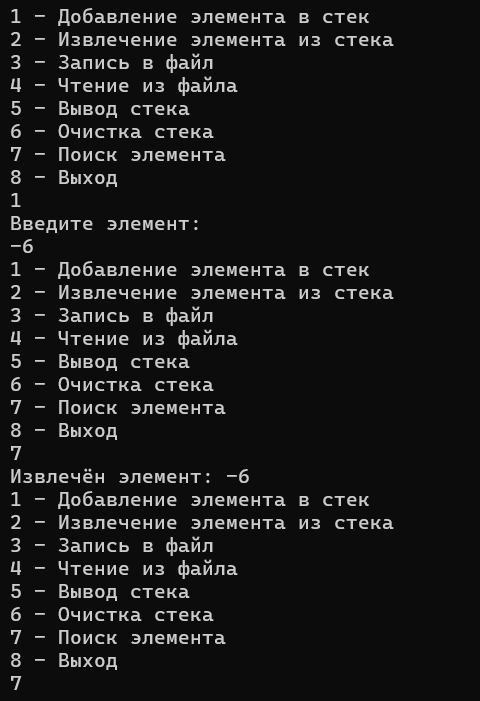 1 - Добавление элемента в стек
2 - Извлечение элемента из стека
3 - Запись в файл
4 - Чтение из файла
5 - Вывод стека
6 - Очистка стека
7 - Поиск элемента
8 - Выход
1
Введите элемент:
-6
1 - Добавление элемента в стек
2 - Извлечение элемента из стека
3 - Запись в файл
4 - Чтение из файла
5 - Вывод стека
6 - Очистка стека
7 - Поиск элемента
8 - Выход
7
Извлечён элемент: -6
1 - Добавление элемента в стек
2 - Извлечение элемента из стека
3 - Запись в файл
4 - Чтение из файла
5 - Вывод стека
6 - Очистка стека
7 - Поиск элемента
8 - Выход
7